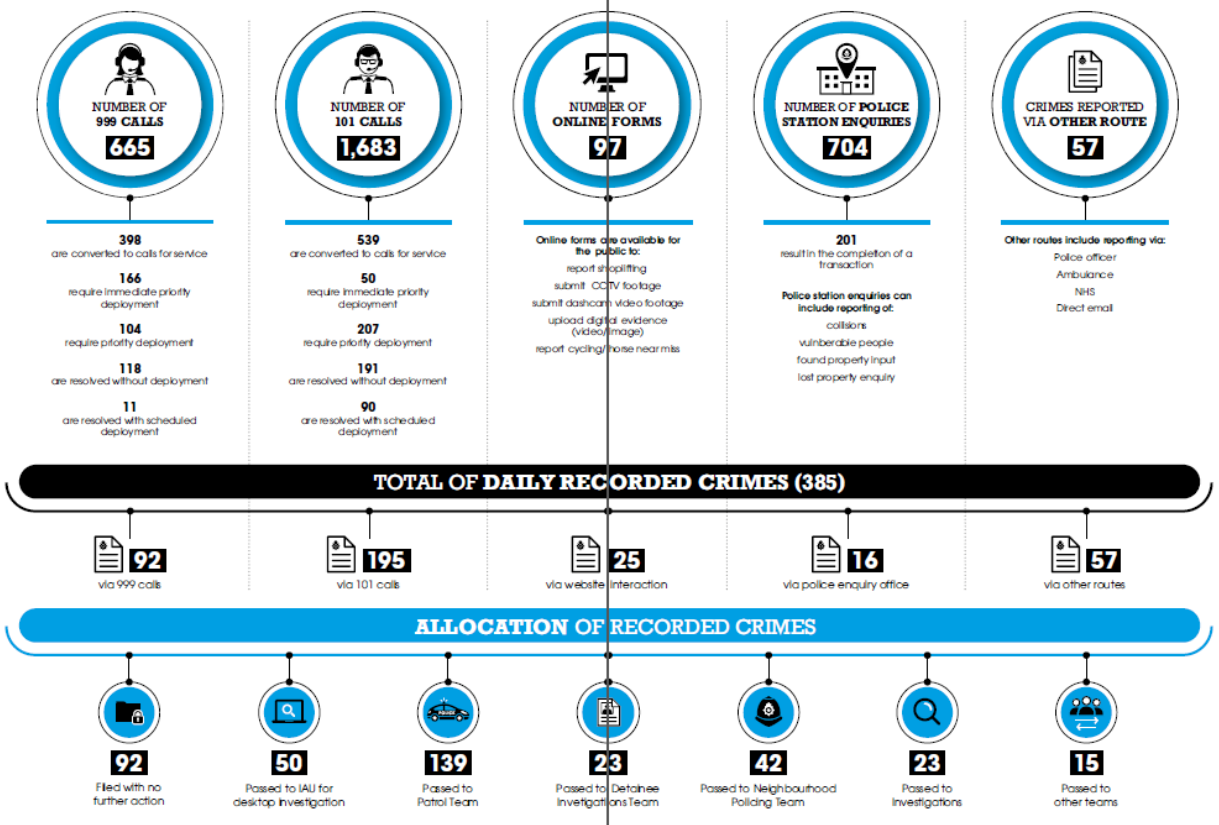 NUMBER OF
999 CALLS
665
398
are converted to calls for service
166
require immediate priority
deployment
104
require priority deployment
118
are resolved without deployment
11
are resolved with scheduled
deployment
NUMBER OF
101 CALLS
1,683
539
are converted to calls for service
50
require immediate priority
deployment
207
require priority deployment
191
are resolved without deployment
90
are resolved with scheduled
deployment
NUMBER OF
ONLINE FORMS
97
Online forms are available for
the public to:
report shoplifting
submit CCTV footage
submit dashcam video footage
upload digital evidence
(video/image)
report cycling/horse near miss
NUMBER OF POLICE
STATION ENQUIRIES
704
201
result in the completion of a
transaction
Police station enquiries can
include reporting of:
collisions
vulnberable people
found property input
lost property enquiry
CRIMES REPORTED
VIA OTHER ROUTE
57
Other routes include reporting via:
Police officer
Ambulance
NHS
Direct email
TOTAL OF DAILY RECORDED CRIMES (385)
92
via 999 calls
195
via 101 calls
25
via website interaction
16
via police enquiry office
57
via other routes
ALLOCATION OF RECORDED CRIMES
92
Filed with no
further action
50
Passed to IAU for
desktop investigation
POLICE
139
Passed to
Patrol Team
23
Passed to Detainee
Invetigations Team
42
Passed to Neighbourhood
Policing Team
23
Passed to
Investigations
15
Passed to
other teams